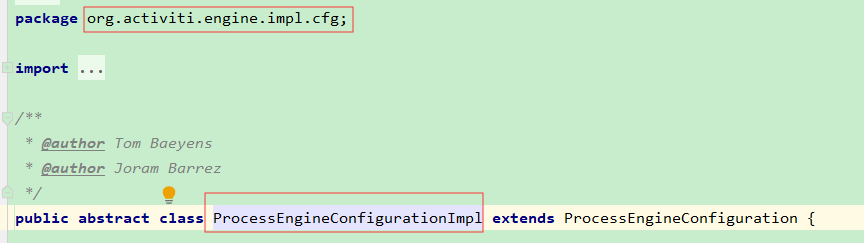 package org.activiti.engine.impl.cfg;
import ...
/**
* @author Tom Baeyens
* @author Joram Barrez
*/
public abstract class ProcessEngineConfigurationImpl extends ProcessEngineConfiguration {